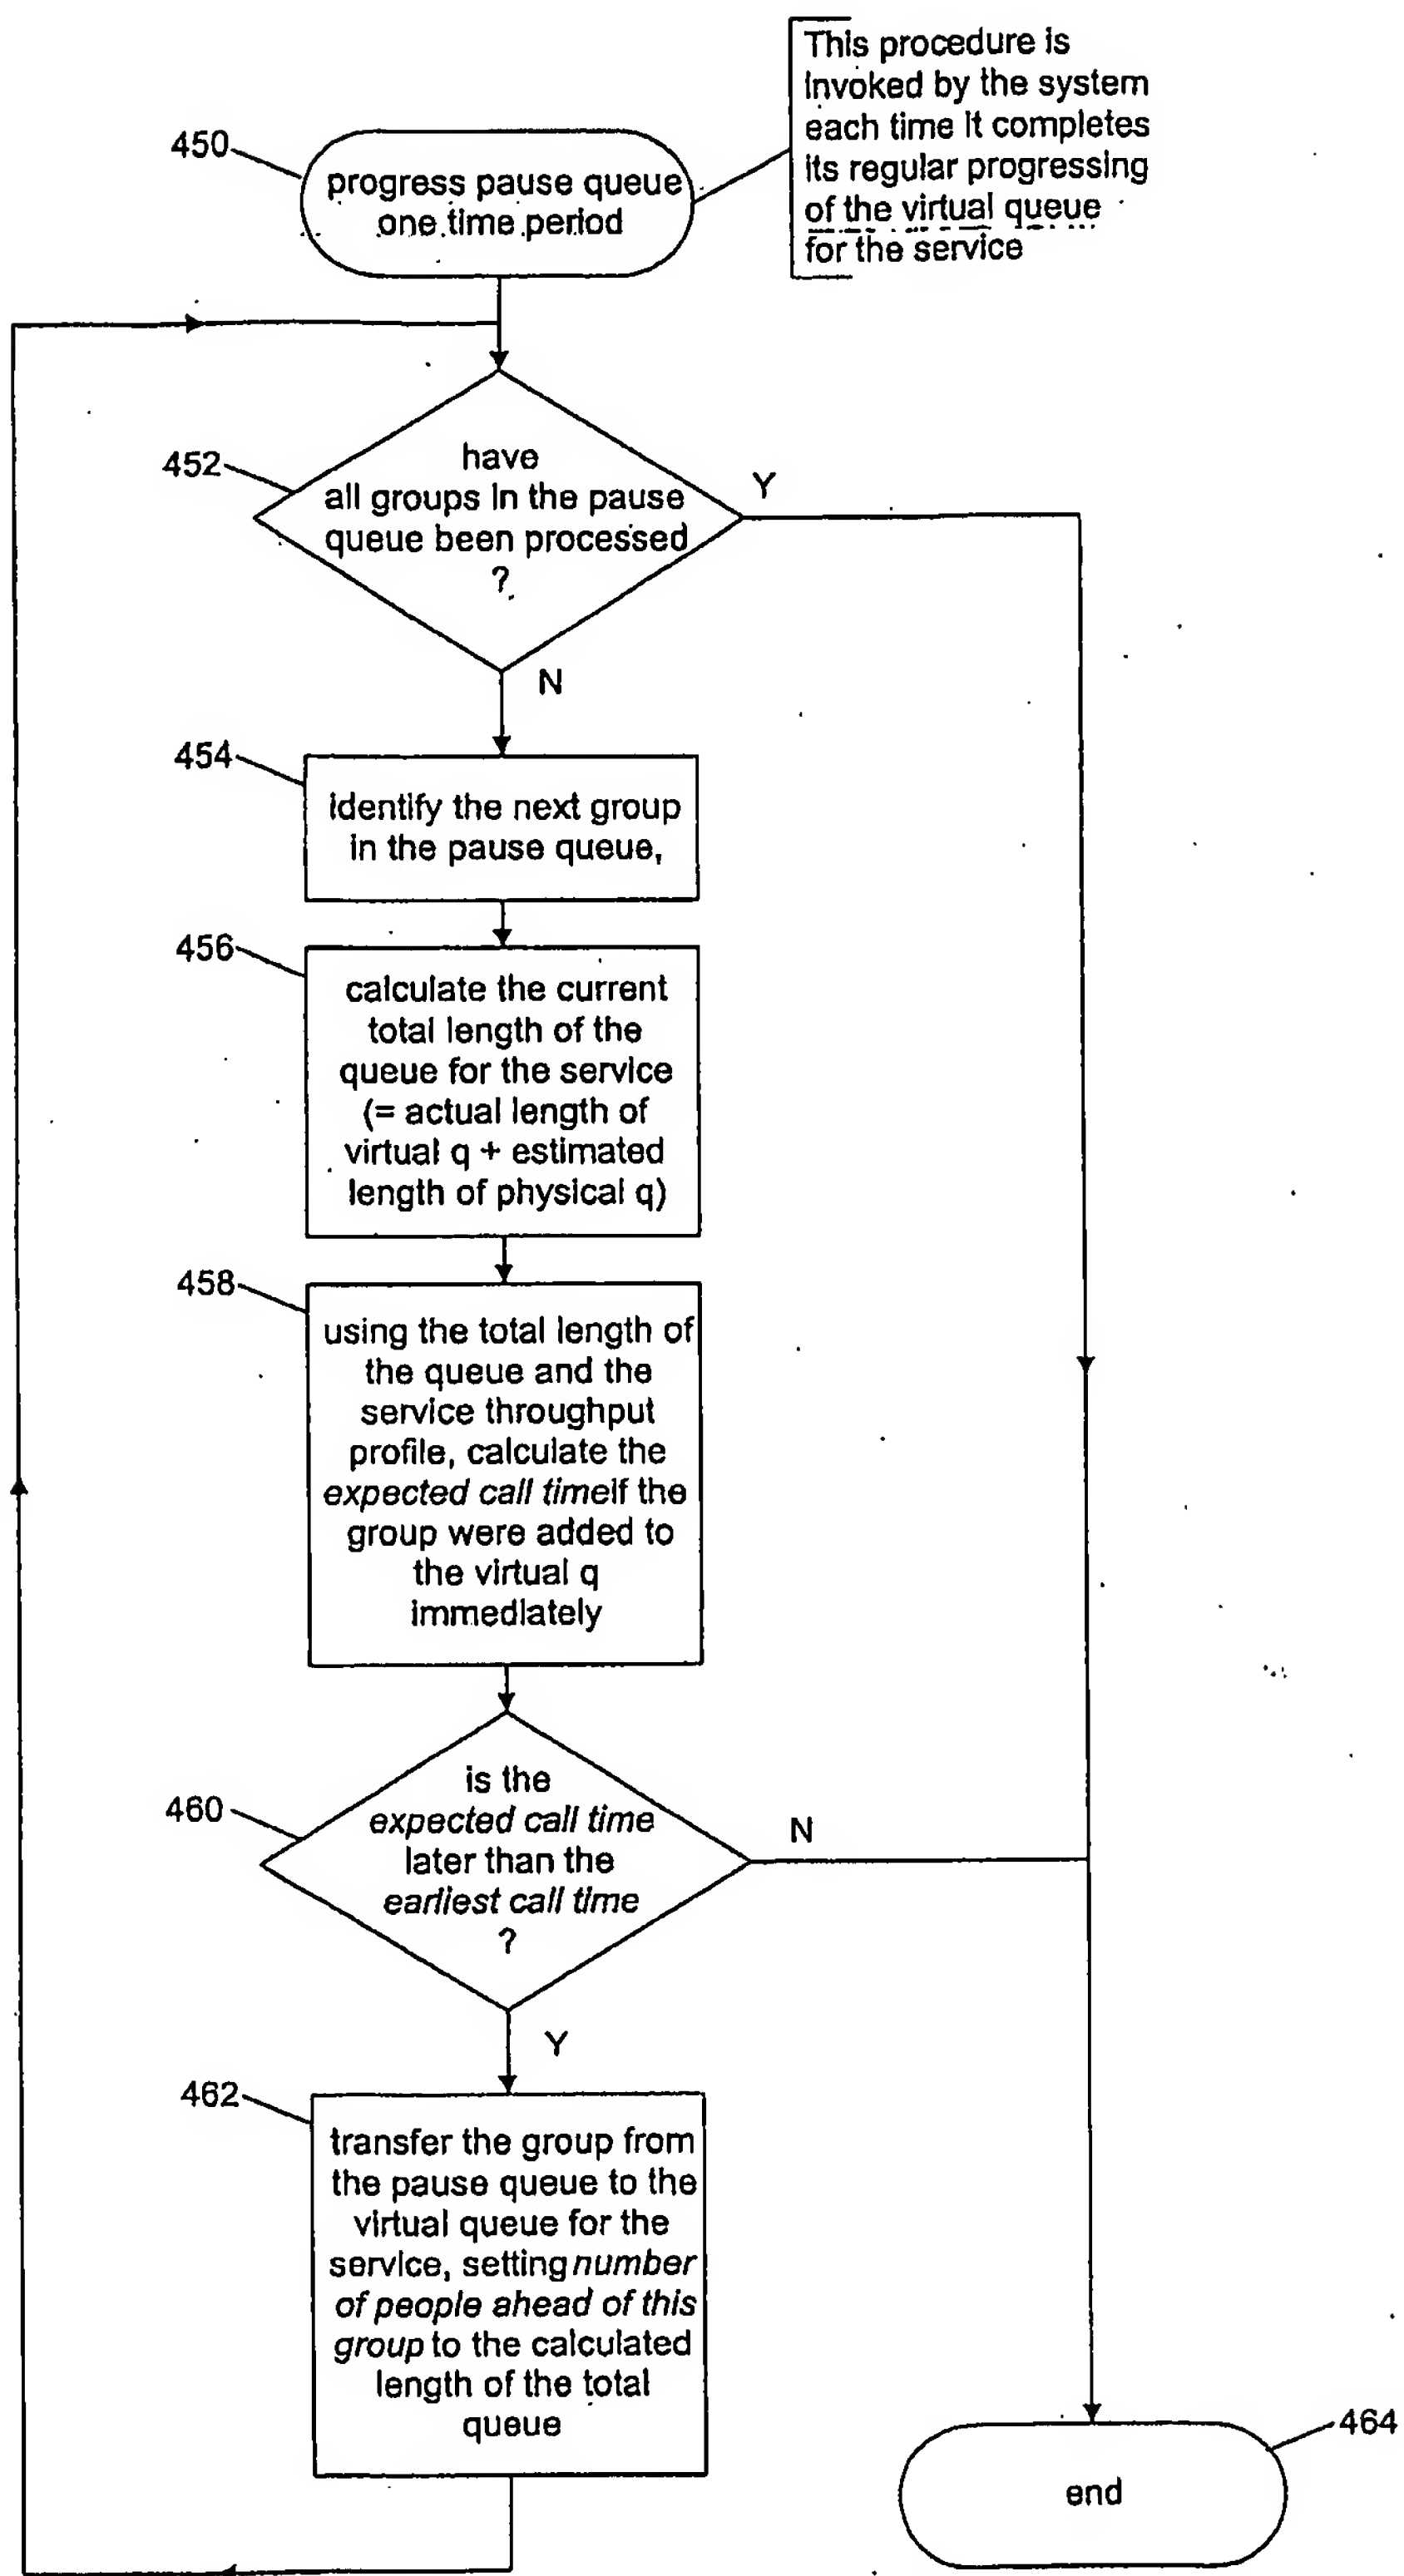 This procedure is
invoked by the system
each time it completes
its regular progressing
of the virtual queue
for the service
450
progress pause queue
one time period
452
have
all groups in the pause
queue been processed
?
Y
N
454
identify the next group
in the pause queue,
456
calculate the current
total length of the
queue for the service
(= actual length of
virtual q + estimated
length of physical q)
458
using the total length of
the queue and the
service throughput
profile, calculate the
expected call timeif the
group were added to
the virtual q
immediately
460
is the
expected call time
later than the
earliest call time
?
N
Y
462
transfer the group from
the pause queue to the
virtual queue for the
service, setting number
of people ahead of this
group to the calculated
length of the total
queue
464
end